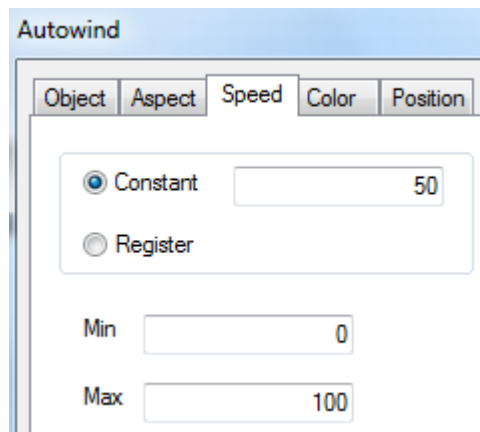 Autowind
Object Aspect Speed Color Position
Constant 50
Register
Min 0
Max 100